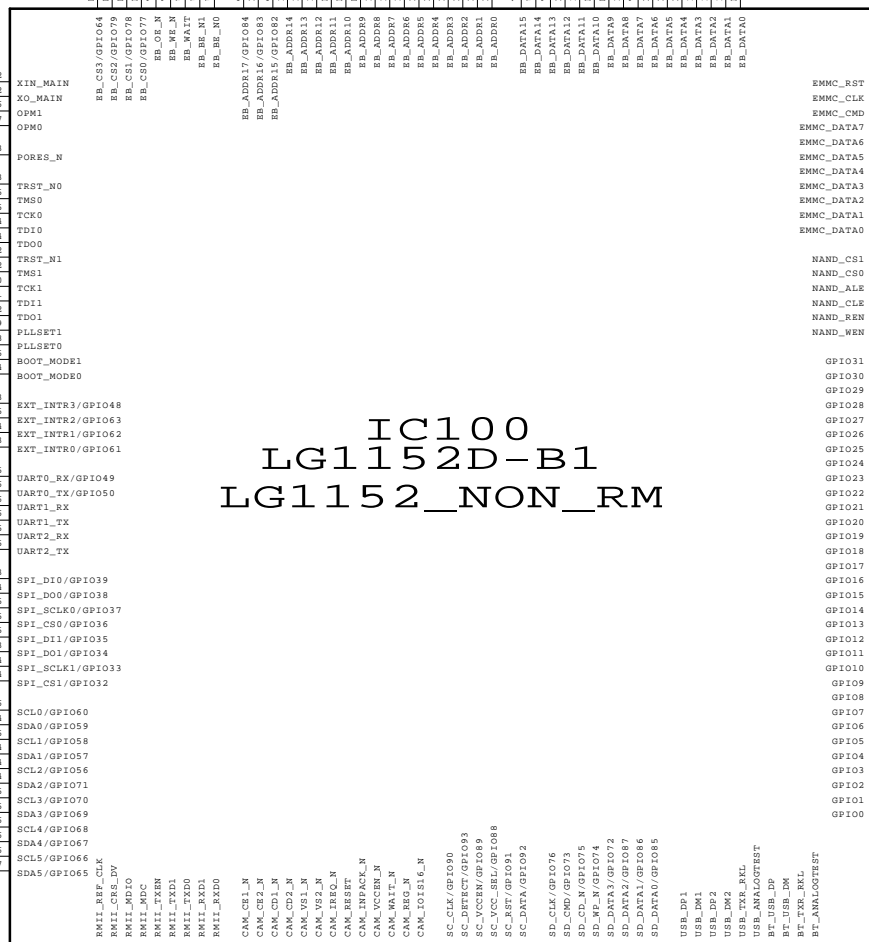 EB_CS3/GPIO64
EB_CS2/GPIO79
EB_CS1/GPIO78
EB_CS0/GPIO77
EB_OE_N
EB_WE_N
EB_WAIT
EB_BE_N1
EB_BE_N0
EB_ADDR17/GPIO84
EB_ADDR16/GPIO83
EB_ADDR15/GPIO82
EB_ADDR14
EB_ADDR13
EB_ADDR12
EB_ADDR11
EB_ADDR10
EB_ADDR9
EB_ADDR8
EB_ADDR7
EB_ADDR6
EB_ADDR5
EB_ADDR4
EB_ADDR3
EB_ADDR2
EB_ADDR1
EB_ADDR0
EB_DATA15
EB_DATA14
EB_DATA13
EB_DATA12
EB_DATA11
EB_DATA10
EB_DATA9
EB_DATA8
EB_DATA7
EB_DATA6
EB_DATA5
EB_DATA4
EB_DATA3
EB_DATA2
EB_DATA1
EB_DATA0
XIN_MAIN
XO_MAIN
OPM1
OPM0
PORES_N
TRST_N0
TMS0
TCK0
TDI0
TDO0
TRST_N1
TMS1
TCK1
TDI1
TDO1
PLLSET1
PLLSET0
BOOT_MODE1
BOOT_MODE0
EXT_INTR3/GPIO48
EXT_INTR2/GPIO63
EXT_INTR1/GPIO62
EXT_INTR0/GPIO61
UART0_RX/GPIO49
UART0_TX/GPIO50
UART1_RX
UART1_TX
UART2_RX
UART2_TX
SPI_DI0/GPIO39
SPI_DO0/GPIO38
SPI_SCLK0/GPIO37
SPI_CS0/GPIO36
SPI_DI1/GPIO35
SPI_DO1/GPIO34
SPI_SCLK1/GPIO33
SPI_CS1/GPIO32
SCL0/GPIO60
SDA0/GPIO59
SCL1/GPIO58
SDA1/GPIO57
SCL2/GPIO56
SDA2/GPIO71
SCL3/GPIO70
SDA3/GPIO69
SCL4/GPIO68
SDA4/GPIO67
SCL5/GPIO66
SDA5/GPIO65
IC100
LG1152D-B1
LG1152_NON_RM
EMMC_RST
EMMC_CLK
EMMC_CMD
EMMC_DATA7
EMMC_DATA6
EMMC_DATA5
EMMC_DATA4
EMMC_DATA3
EMMC_DATA2
EMMC_DATA1
EMMC_DATA0
NAND_CS1
NAND_CS0
NAND_ALE
NAND_CLE
NAND_REN
NAND_WEN
GPIO31
GPIO30
GPIO29
GPIO28
GPIO27
GPIO26
GPIO25
GPIO24
GPIO23
GPIO22
GPIO21
GPIO20
GPIO19
GPIO18
GPIO17
GPIO16
GPIO15
GPIO14
GPIO13
GPIO12
GPIO11
GPIO10
GPIO9
GPIO8
GPIO7
GPIO6
GPIO5
GPIO4
GPIO3
GPIO2
GPIO1
GPIO0
RMII_REF_CLK
RMII_CRS_DV
RMII_MDIO
RMII_MDC
RMII_TXEN
RMII_TXD1
RMII_TXD0
RMII_RXD1
RMII_RXD0
CAM_CE1_N
CAM_CE2_N
CAM_CD1_N
CAM_CD2_N
CAM_VS1_N
CAM_VS2_N
CAM_IREQ_N
CAM_RESET
CAM_INPACK_N
CAM_VCCEN_N
CAM_WAIT_N
CAM_REG_N
CAM_IOIS16_N
SC_CLK/GPIO90
SC_DETECT/GPIO93
SC_VCCEN/GPIO89
SC_VCC_SEL/GPIO88
SC_RST/GPIO91
SC_DATA/GPIO92
SD_CLK/GPIO76
SD_CMD/GPIO73
SD_CD_N/GPIO75
SD_WP_N/GPIO74
SD_DATA3/GPIO72
SD_DATA2/GPIO87
SD_DATA1/GPIO86
SD_DATA0/GPIO85
USB_DP1
USB_DM1
USB_DP2
USB_DM2
USB_TXR_RKL
USB_ANALOGTEST
BT_USB_DP
BT_USB_DM
BT_TXR_RKL
BT_ANALOGTEST